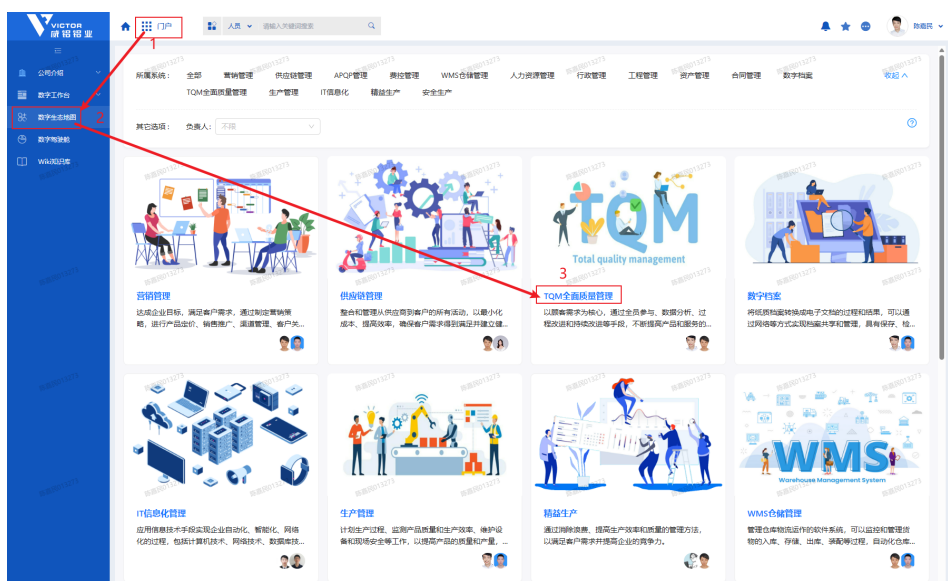 VICTOR
门户
人员
请输入关键词搜索
1
公司介绍
数字工作台
数字生态地图
2
数字驾驶舱
Wiki知识库
所属系统：
全部
营销管理
供应链管理
APQP管理
费控管理
WMS仓储管理
人力资源管理
行政管理
工程管理
资产管理
合同管理
数字档案
收起
TQM全面质量管理
生产管理
IT信息化
精益生产
安全生产
其它选项：
负责人：
不限
TQM
Total quality management
3
营销管理
供应链管理
TQM全面质量管理
数字档案
达成企业目标，满足客户需求，通过制定营销策
略，进行产品定价、销售推广、渠道管理、客户关...
整合和管理从供应商到客户的所有活动，以最小化
成本、提高效率，确保客户需求得到满足并建立健...
以顾客需求为核心，通过全员参与、数据分析、过
程改进和持续改进等手段，不断提高产品和服务的...
将纸质档案转换成电子文档的过程和结果，可以通
过网络等方式实现档案共享和管理，具有保存、检...
WMS
Warehouse Management System
IT信息化管理
生产管理
精益生产
WMS仓储管理
应用信息技术手段实现企业自动化、智能化、网络
化的过程，包括计算机技术、网络技术、数据库技...
计划生产过程、监测产品质量和生产效率、维护设
备和现场安全等工作，以提高产品的质量和产量，...
通过消除浪费、提高生产效率和质量的管理方法，
以满足客户需求并提高企业的竞争力。
管理仓库物流运作的软件系统，可以监控和管理货
物的入库、存储、出库、装配等过程，自动化仓库...